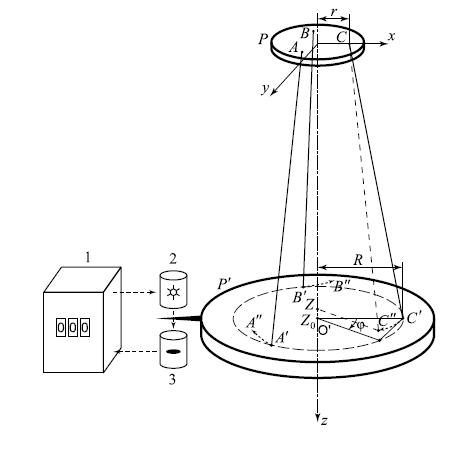 r
P
B
A
C
x
y
R
1
2
P′
B″
B′
Z
000
A″
Z₀
C″
C′
φ
O′
A′
3
z